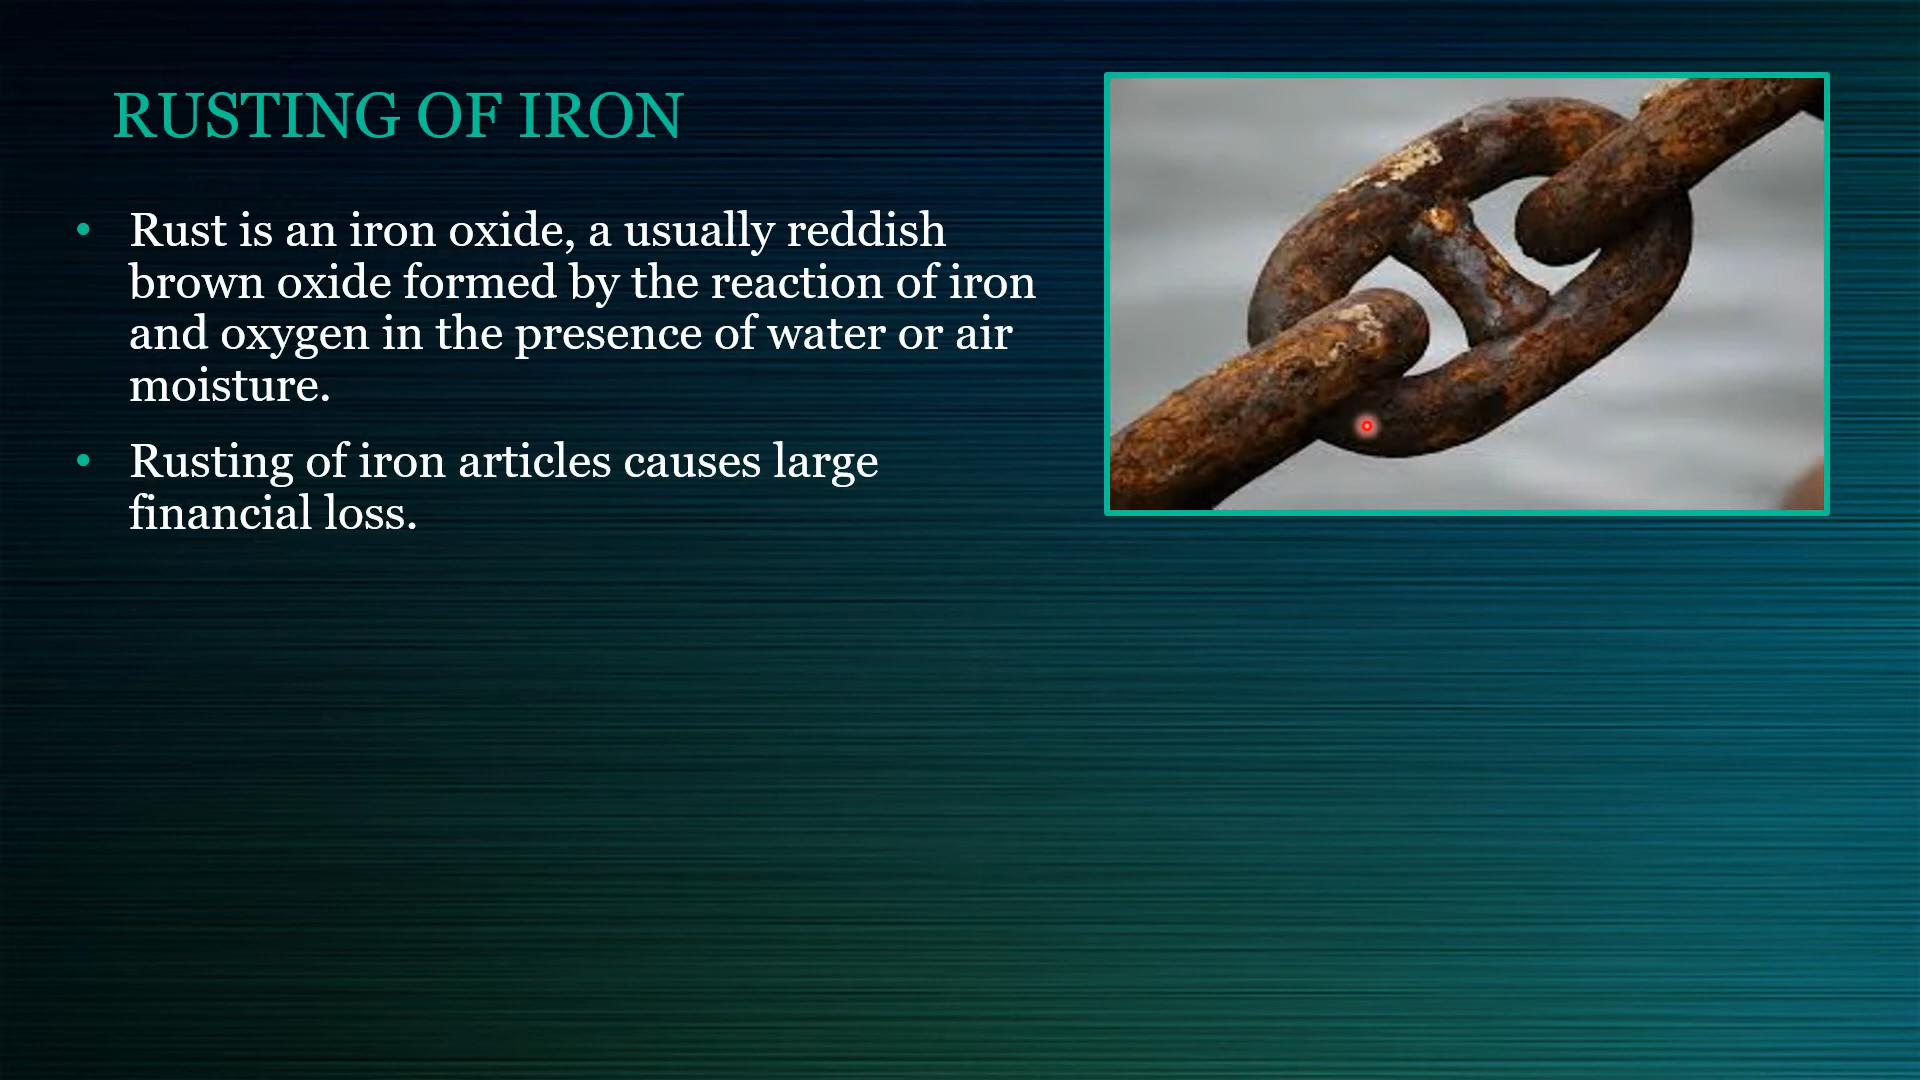 RUSTING OF IRON
• Rust is an iron oxide, a usually reddish
brown oxide formed by the reaction of iron
and oxygen in the presence of water or air
moisture.
• Rusting of iron articles causes large
financial loss.